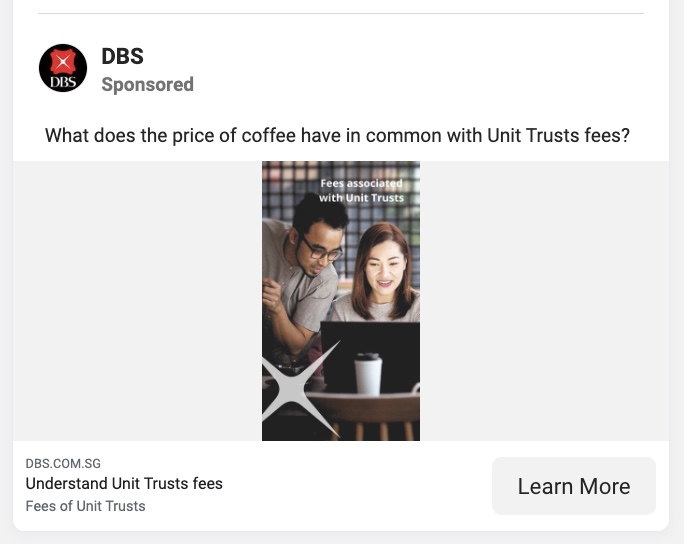 DBS
DBS
Sponsored
What does the price of coffee have in common with Unit Trusts fees?
Fees associated
with Unit Trusts
DBS.COM.SG
Understand Unit Trusts fees
Fees of Unit Trusts
Learn More